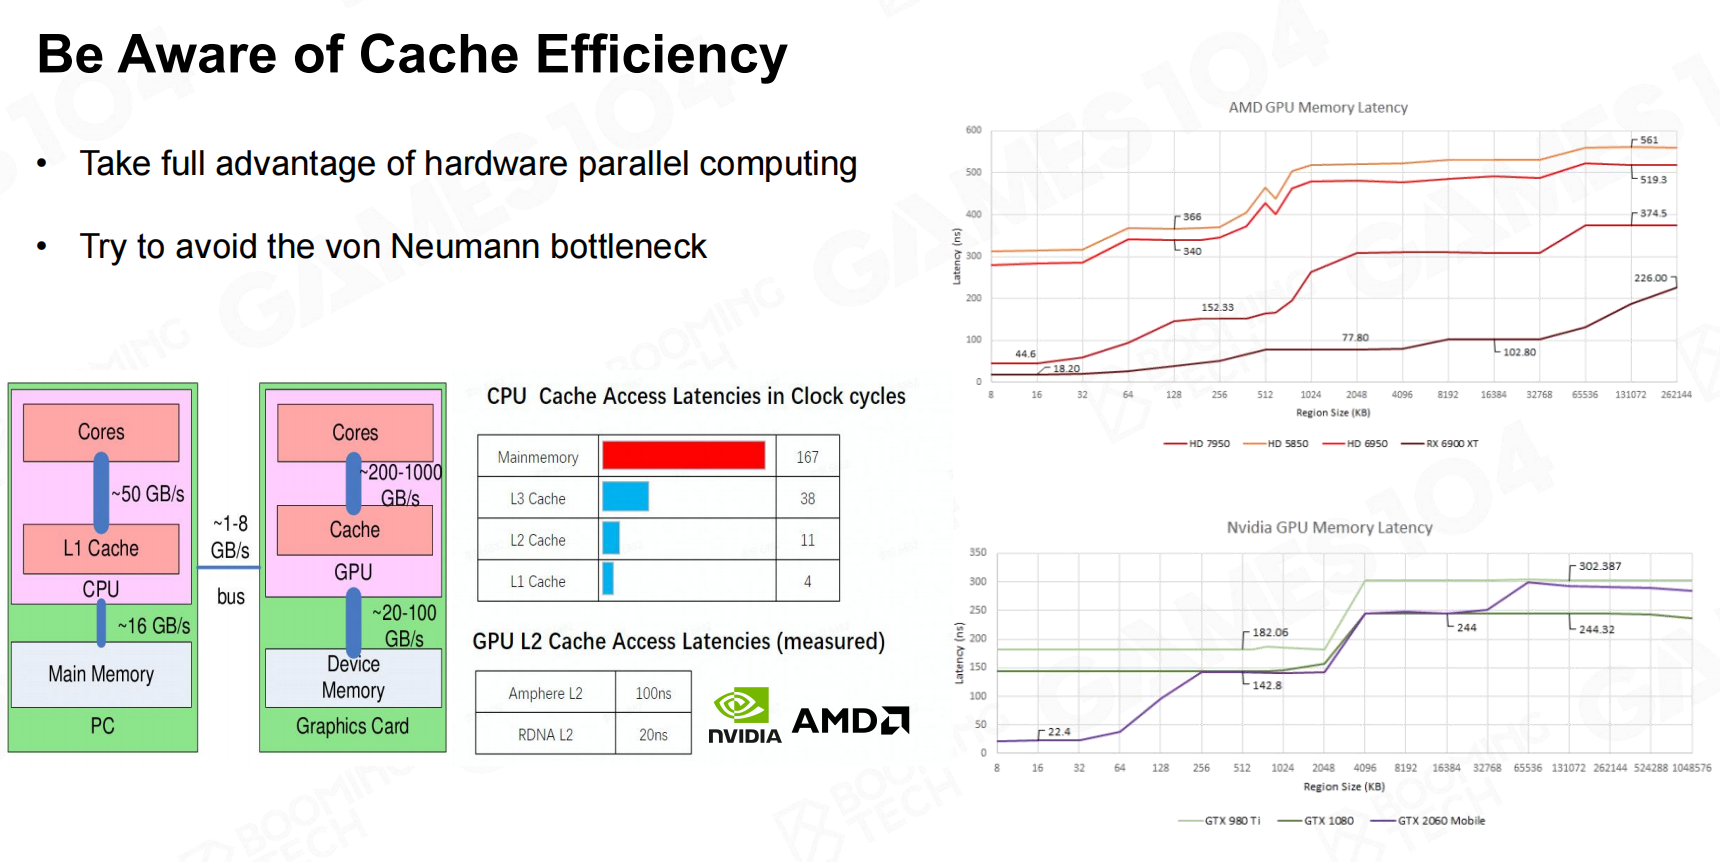 Be Aware of Cache Efficiency
• Take full advantage of hardware parallel computing
• Try to avoid the von Neumann bottleneck
Cores
~50 GB/s
L1 Cache
CPU
~16 GB/s
Main Memory
PC
~1-8
GB/s
bus
Cores
~200-1000
GB/s
Cache
GPU
~20-100
GB/s
Device
Memory
Graphics Card
CPU Cache Access Latencies in Clock cycles
Mainmemory 167
L3 Cache 38
L2 Cache 11
L1 Cache 4
GPU L2 Cache Access Latencies (measured)
Amphere L2 100ns
RDNA L2 20ns
NVIDIA
AMD
AMD GPU Memory Latency
Latency (ns)
600
500
400
300
200
100
0
561
519.3
374.5
226.00
366
340
152.33
77.80
102.80
44.6
18.20
8 16 32 64 128 256 512 1024 2048 4096 8192 16384 32768 65536 131072 262144
Region Size (KB)
HD 7950 HD 5850 HD 6950 RX 6900 XT
Nvidia GPU Memory Latency
Latency (ns)
350
300
250
200
150
100
50
0
302.387
182.06
244
244.32
142.8
22.4
8 16 32 64 128 256 512 1024 2048 4096 8192 16384 32768 65536 131072 262144 524288 1048576
Region Size (KB)
GTX 980 Ti GTX 1080 GTX 2060 Mobile
GAMES104
BOOMING
TECH